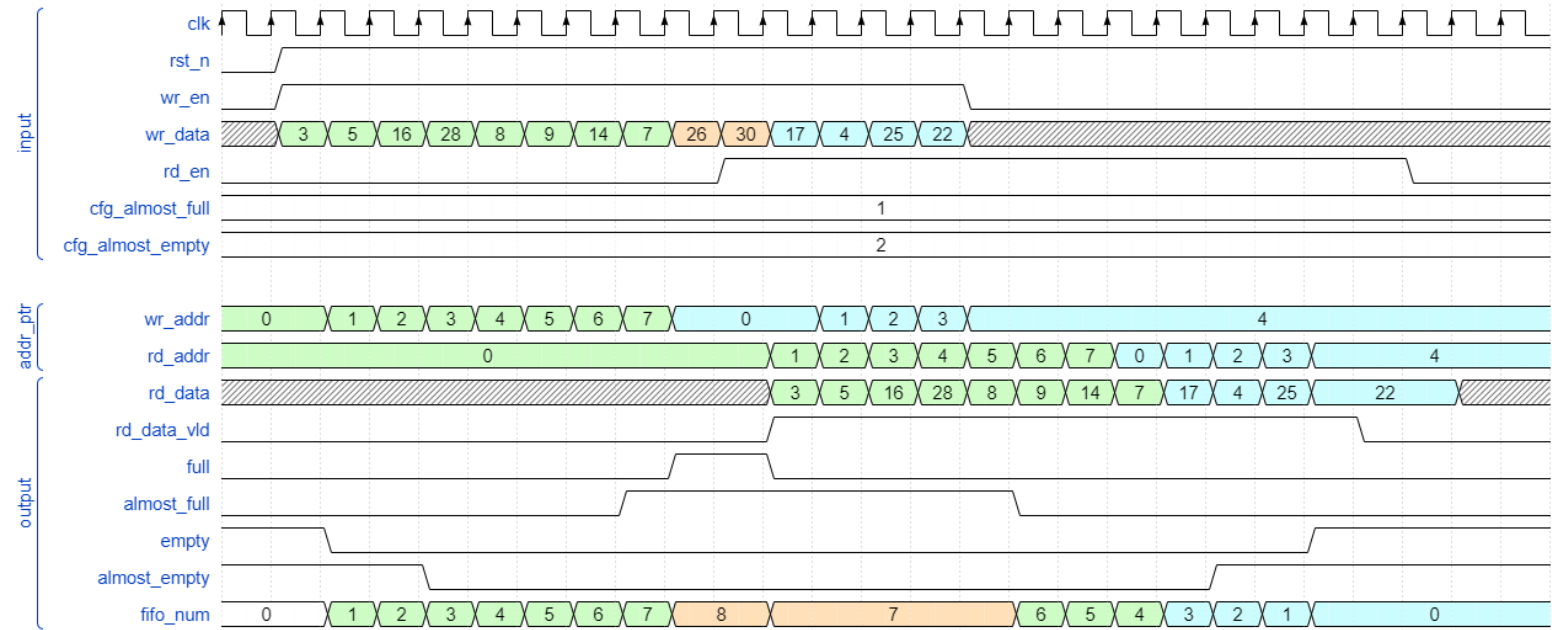 input
clk
rst_n
wr_en
wr_data 3 5 16 28 8 9 14 7 26 30 17 4 25 22
rd_en
cfg_almost_full 1
cfg_almost_empty 2
addr_ptr
wr_addr 0 1 2 3 4 5 6 7 0 1 2 3 4
rd_addr 0 1 2 3 4 5 6 7 0 1 2 3 4
output
rd_data 3 5 16 28 8 9 14 7 17 4 25 22
rd_data_vld
full
almost_full
empty
almost_empty
fifo_num 0 1 2 3 4 5 6 7 8 7 6 5 4 3 2 1 0